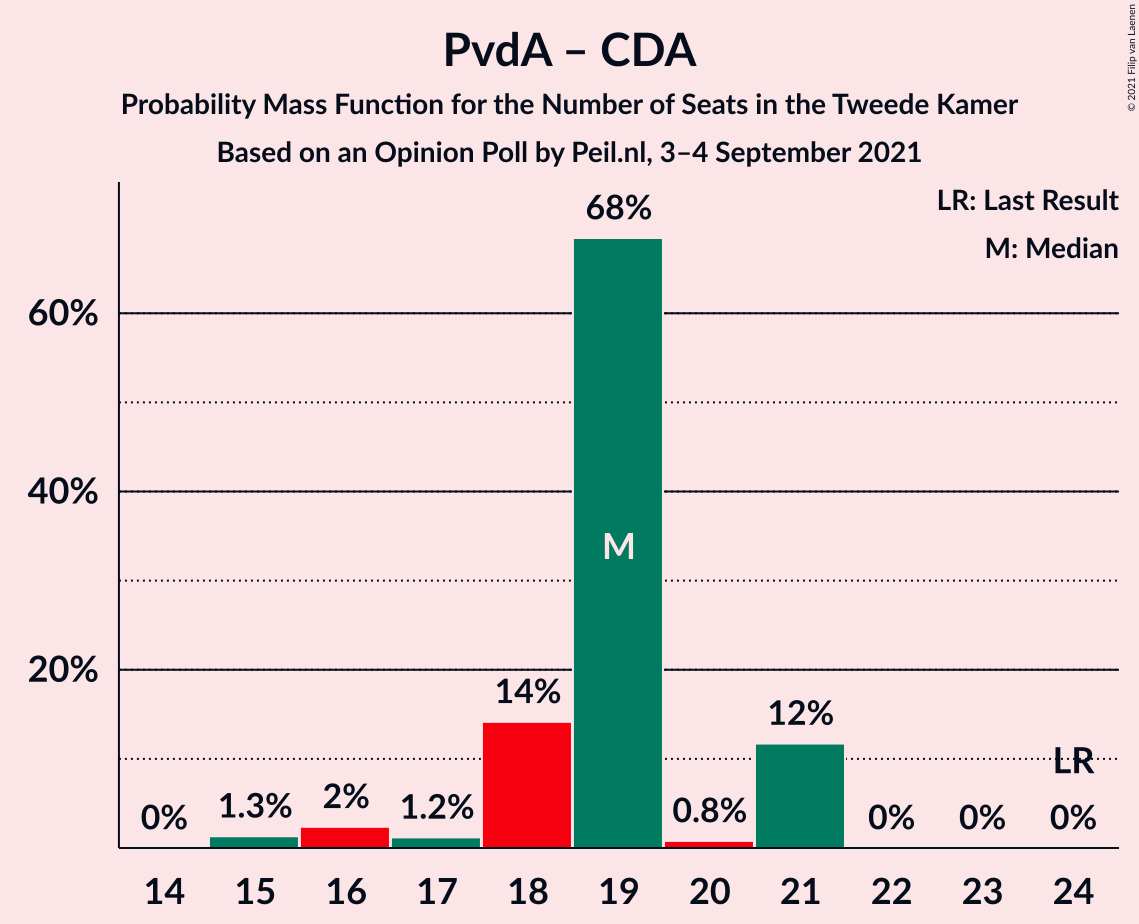 PvdA – CDA
Probability Mass Function for the Number of Seats in the Tweede Kamer
Based on an Opinion Poll by Peil.nl, 3–4 September 2021
© 2021 Filip van Laenen
LR: Last Result
M: Median
60%
40%
20%
0%
1.3%
2%
1.2%
14%
68%
M
0.8%
12%
0%
0%
LR
0%
14 15 16 17 18 19 20 21 22 23 24